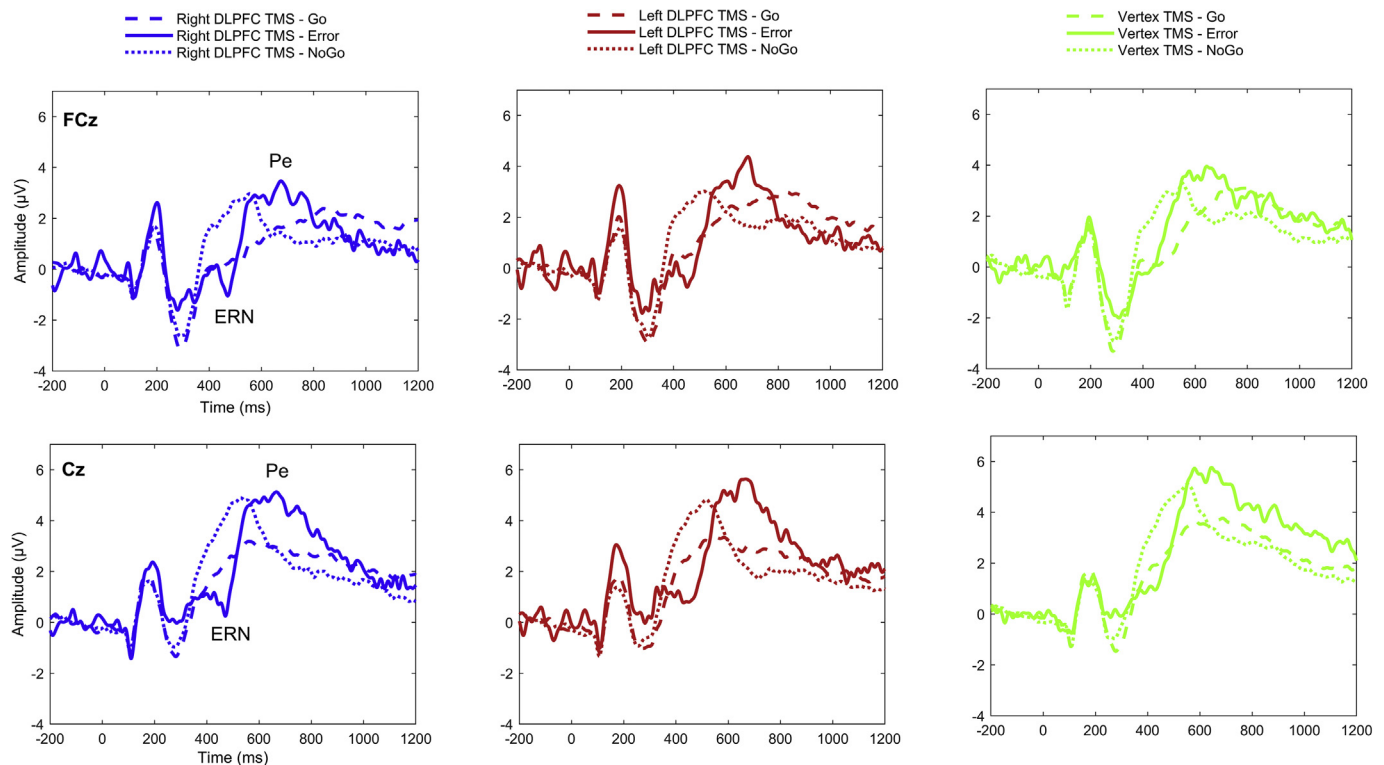 Right DLPFC TMS - Go
Right DLPFC TMS - Error
Right DLPFC TMS - NoGo
Left DLPFC TMS - Go
Left DLPFC TMS - Error
Left DLPFC TMS - NoGo
Vertex TMS - Go
Vertex TMS - Error
Vertex TMS - NoGo
FCz
Pe
ERN
Amplitude (µV)
6
4
2
0
-2
-4
-200 0 200 400 600 800 1000 1200
Time (ms)
6
4
2
0
-2
-4
-200 0 200 400 600 800 1000 1200
6
4
2
0
-2
-4
-200 0 200 400 600 800 1000 1200
Cz
Pe
ERN
Amplitude (µV)
6
4
2
0
-2
-4
-200 0 200 400 600 800 1000 1200
Time (ms)
6
4
2
0
-2
-4
-200 0 200 400 600 800 1000 1200
6
4
2
0
-2
-4
-200 0 200 400 600 800 1000 1200